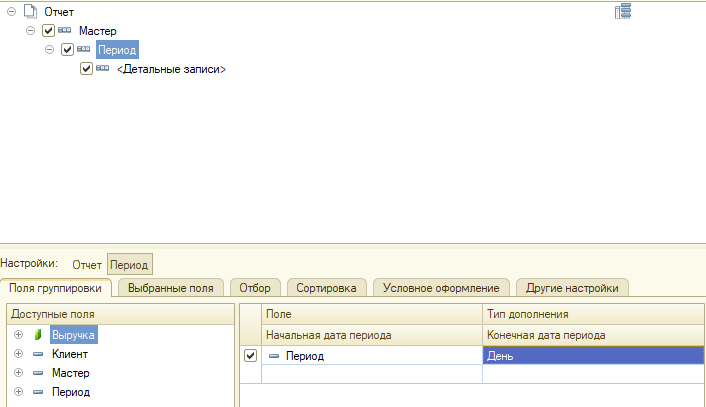 Отчет
Мастер
Период
<Детальные записи>
Настройки: Отчет Период
Поля группировки Выбранные поля Отбор Сортировка Условное оформление Другие настройки
Доступные поля
Выручка
Клиент
Мастер
Период
Поле Тип дополнения
Начальная дата периода Конечная дата периода
Период День